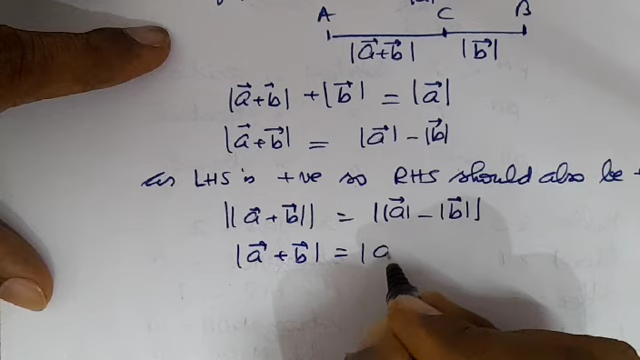 A C B
|a⃗+b⃗| |b⃗|
|a⃗+b⃗| + |b⃗| = |a⃗|
|a⃗+b⃗| = |a⃗| - |b⃗|
as LHS is +ve so RHS should also be +
||a⃗+b⃗|| = ||a⃗| - |b⃗||
|a⃗+b⃗| = |a